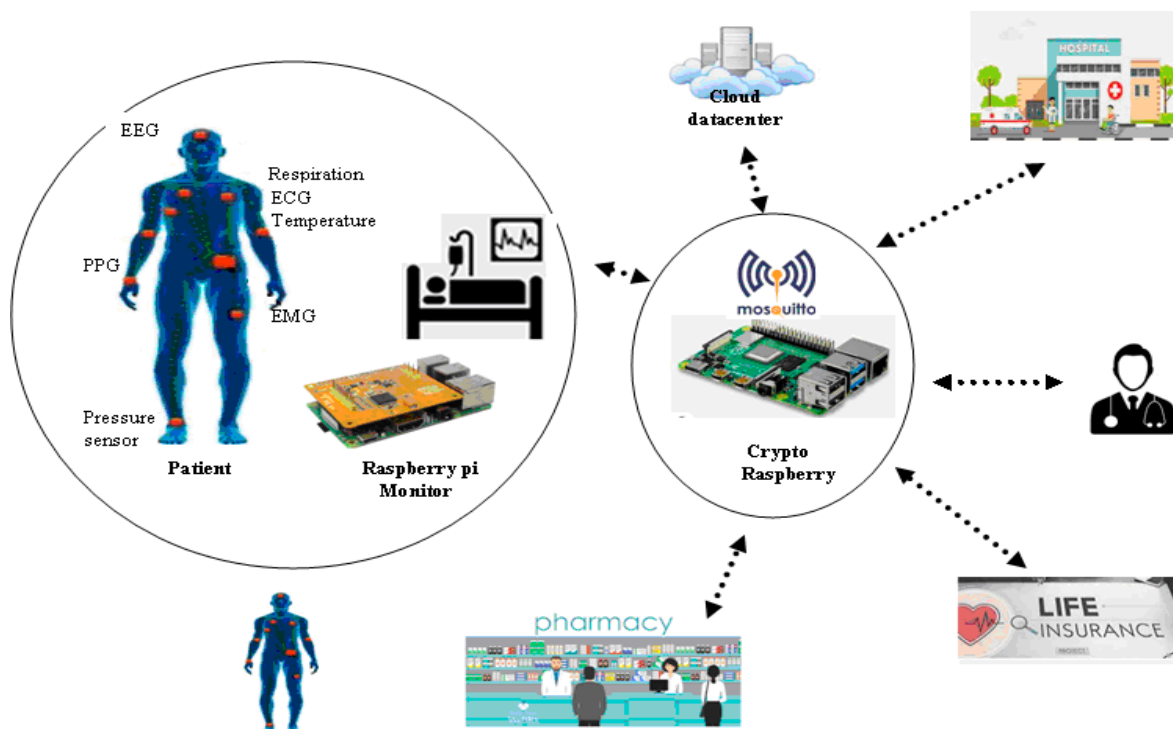 EEG
Respiration
ECG
Temperature
PPG
EMG
Pressure
sensor
Patient
Raspberry pi
Monitor
Cloud
datacenter
HOSPITAL
mosquitto
Crypto
Raspberry
LIFE
INSURANCE
PROJECT
pharmacy